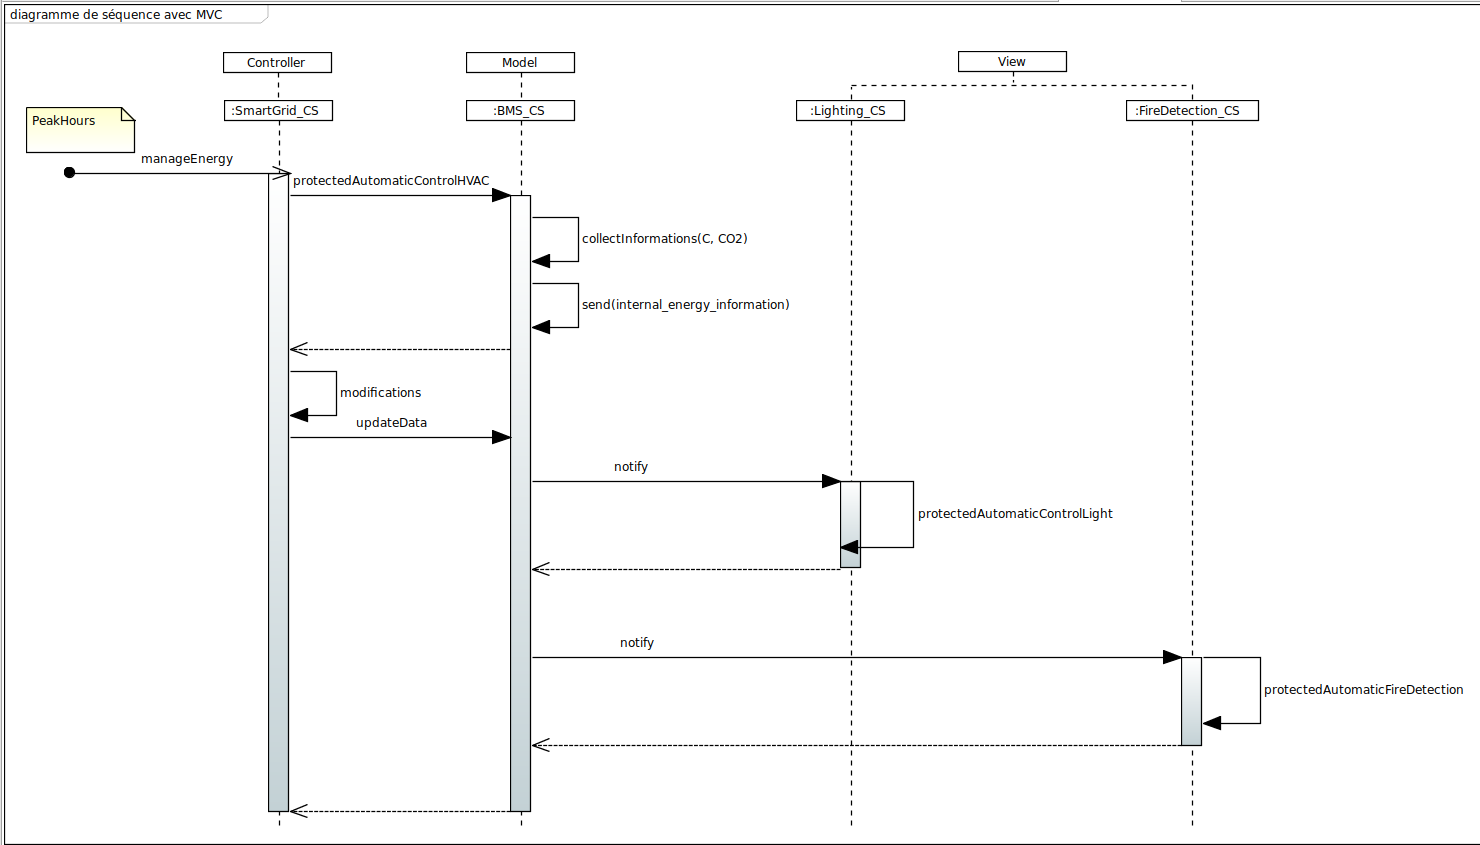 diagramme de séquence avec MVC
Controller
Model
View
:SmartGrid_CS
:BMS_CS
:Lighting_CS
:FireDetection_CS
PeakHours
manageEnergy
protectedAutomaticControlHVAC
collectInformations(C, CO2)
send(internal_energy_information)
modifications
updateData
notify
protectedAutomaticControlLight
notify
protectedAutomaticFireDetection